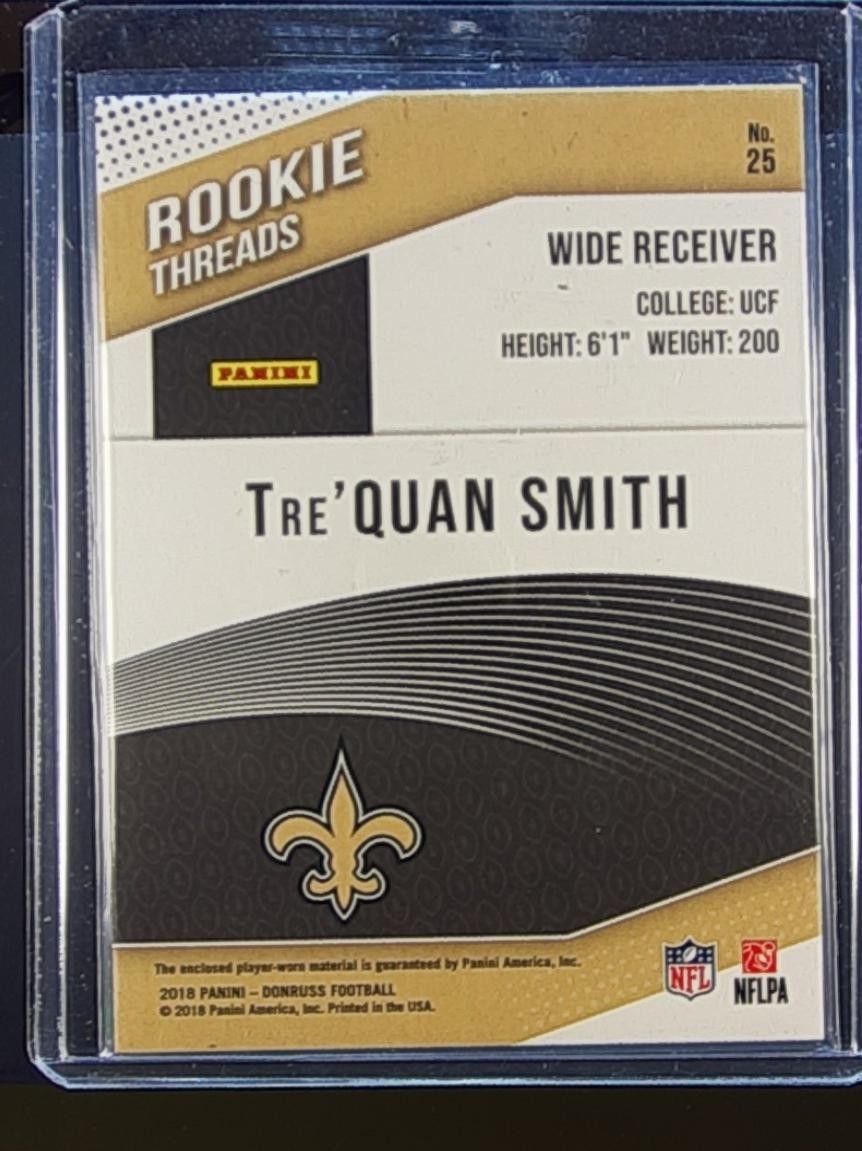 No.
25
ROOKIE
THREADS
WIDE RECEIVER
COLLEGE: UCF
HEIGHT: 6'1" WEIGHT: 200
PANINI
TRE'QUAN SMITH
The enclosed player-worn material is guaranteed by Panini America, Inc.
2018 PANINI – DONRUSS FOOTBALL
© 2018 Panini America, Inc. Printed in the USA.
NFL
NFLPA